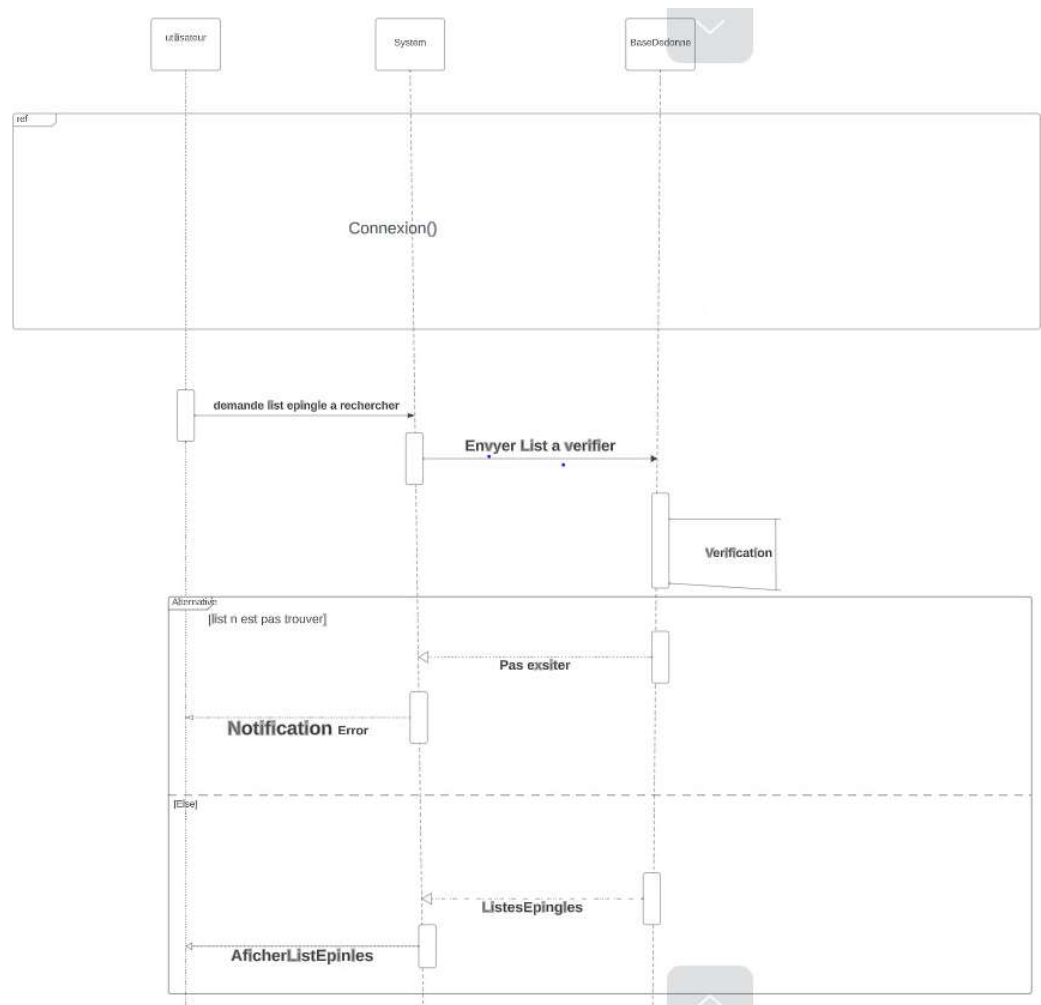 utilisateur
System
BaseDedonne
ref
Connexion()
demande list epingle a rechercher
Envyer List a verifier
Verification
Alternative
[list n est pas trouver]
Pas exsiter
Notification Error
[Else]
ListesEpingles
AficherListEpinles